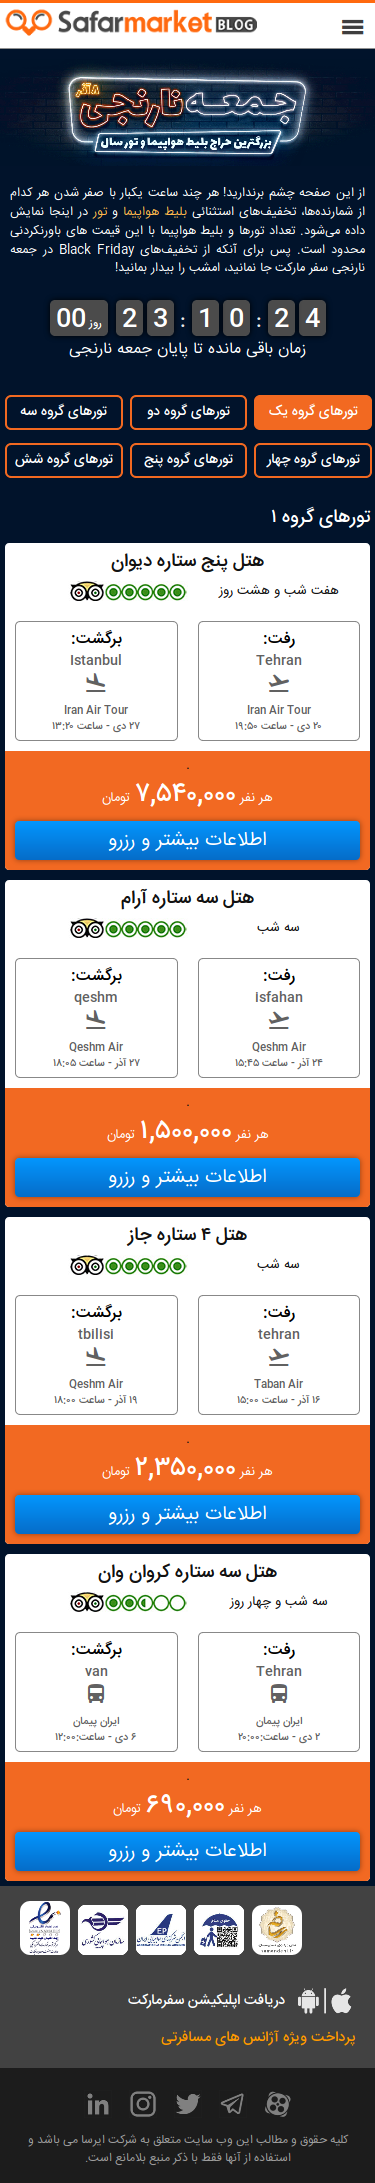 Safarmarket BLOG
جمعه نارنجی
۸ آذر
بزرگترین حراج بلیط هواپیما و تور سال
از این صفحه چشم برندارید! هر چند ساعت یکبار با صفر شدن هر کدام
از شمارنده‌ها، تخفیف‌های استثنائی بلیط هواپیما و تور در اینجا نمایش
داده می‌شود. تعداد تورها و بلیط هواپیما با این قیمت های باورنکردنی
محدود است. پس برای آنکه از تخفیف‌های Black Friday در جمعه
نارنجی سفر مارکت جا نمانید، امشب را بیدار بمانید!
00 روز 23 : 10 : 24
زمان باقی مانده تا پایان جمعه نارنجی
تورهای گروه یک
تورهای گروه دو
تورهای گروه سه
تورهای گروه چهار
تورهای گروه پنج
تورهای گروه شش
تورهای گروه ۱
هتل پنج ستاره دیوان
هفت شب و هشت روز
رفت:
Tehran
Iran Air Tour
۲۰ دی - ساعت ۱۹:۵۰
برگشت:
Istanbul
Iran Air Tour
۲۷ دی - ساعت ۱۳:۲۰
.
هر نفر ۷,۵۴۰,۰۰۰ تومان
اطلاعات بیشتر و رزرو
هتل سه ستاره آرام
سه شب
رفت:
Isfahan
Qeshm Air
۲۴ آذر - ساعت ۱۵:۴۵
برگشت:
qeshm
Qeshm Air
۲۷ آذر - ساعت ۱۸:۰۵
.
هر نفر ۱,۵۰۰,۰۰۰ تومان
اطلاعات بیشتر و رزرو
هتل ۴ ستاره جاز
سه شب
رفت:
tehran
Taban Air
۱۶ آذر - ساعت ۱۵:۰۰
برگشت:
tbilisi
Qeshm Air
۱۹ آذر - ساعت ۱۸:۰۰
.
هر نفر ۲,۳۵۰,۰۰۰ تومان
اطلاعات بیشتر و رزرو
هتل سه ستاره کروان وان
سه شب و چهار روز
رفت:
Tehran
ایران پیمان
۲ دی - ساعت:۲۰:۰۰
برگشت:
van
ایران پیمان
۶ دی - ساعت:۱۲:۰۰
.
هر نفر ۶۹۰,۰۰۰ تومان
اطلاعات بیشتر و رزرو
سازمان هواپیمایی کشوری
دریافت اپلیکیشن سفرمارکت
پرداخت ویژه آژانس های مسافرتی
کلیه حقوق و مطالب این وب سایت متعلق به شرکت ایرسا می باشد و
استفاده از آنها فقط با ذکر منبع بلامانع است.